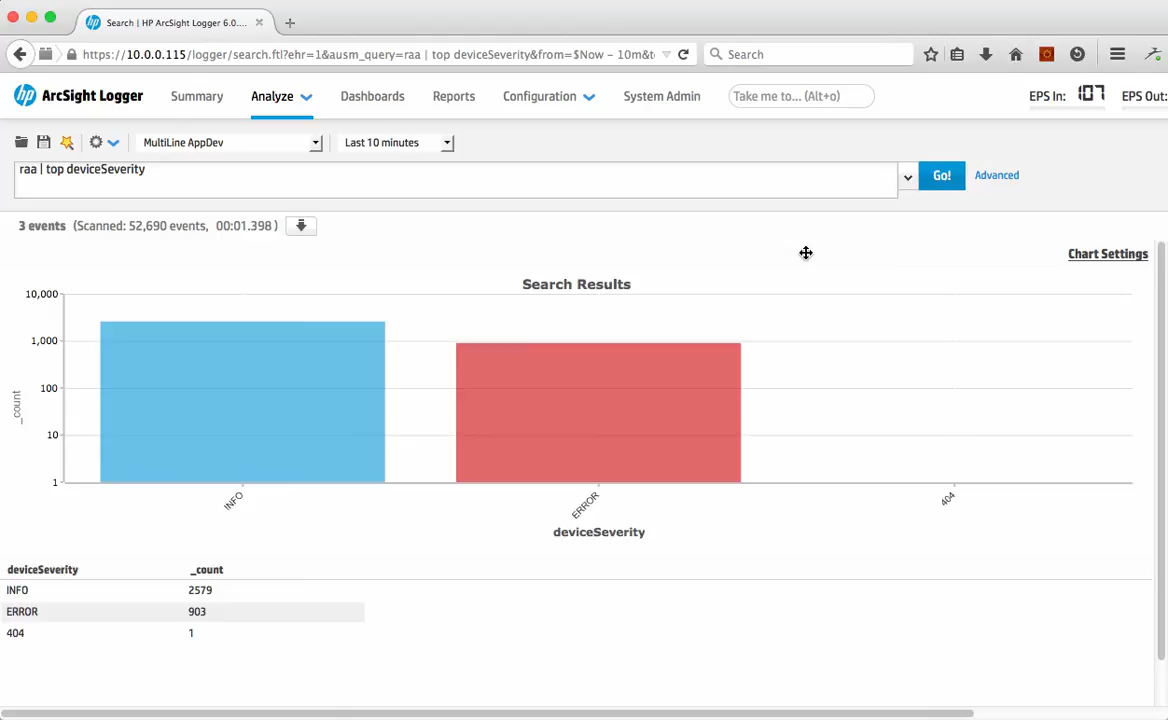 Search | HP ArcSight Logger 6.0....
https://10.0.0.115/logger/search.ftl?ehr=1&ausm_query=raa | top deviceSeverity&from=$Now - 10m&t
Search
hp ArcSight Logger
Summary
Analyze
Dashboards
Reports
Configuration
System Admin
Take me to... (Alt+o)
EPS In: 107
EPS Out:
MultiLine AppDev
Last 10 minutes
raa | top deviceSeverity
Go!
Advanced
3 events (Scanned: 52,690 events, 00:01.398 )
Chart Settings
Search Results
10,000
1,000
100
10
1
_count
INFO
ERROR
404
deviceSeverity
deviceSeverity _count
INFO 2579
ERROR 903
404 1